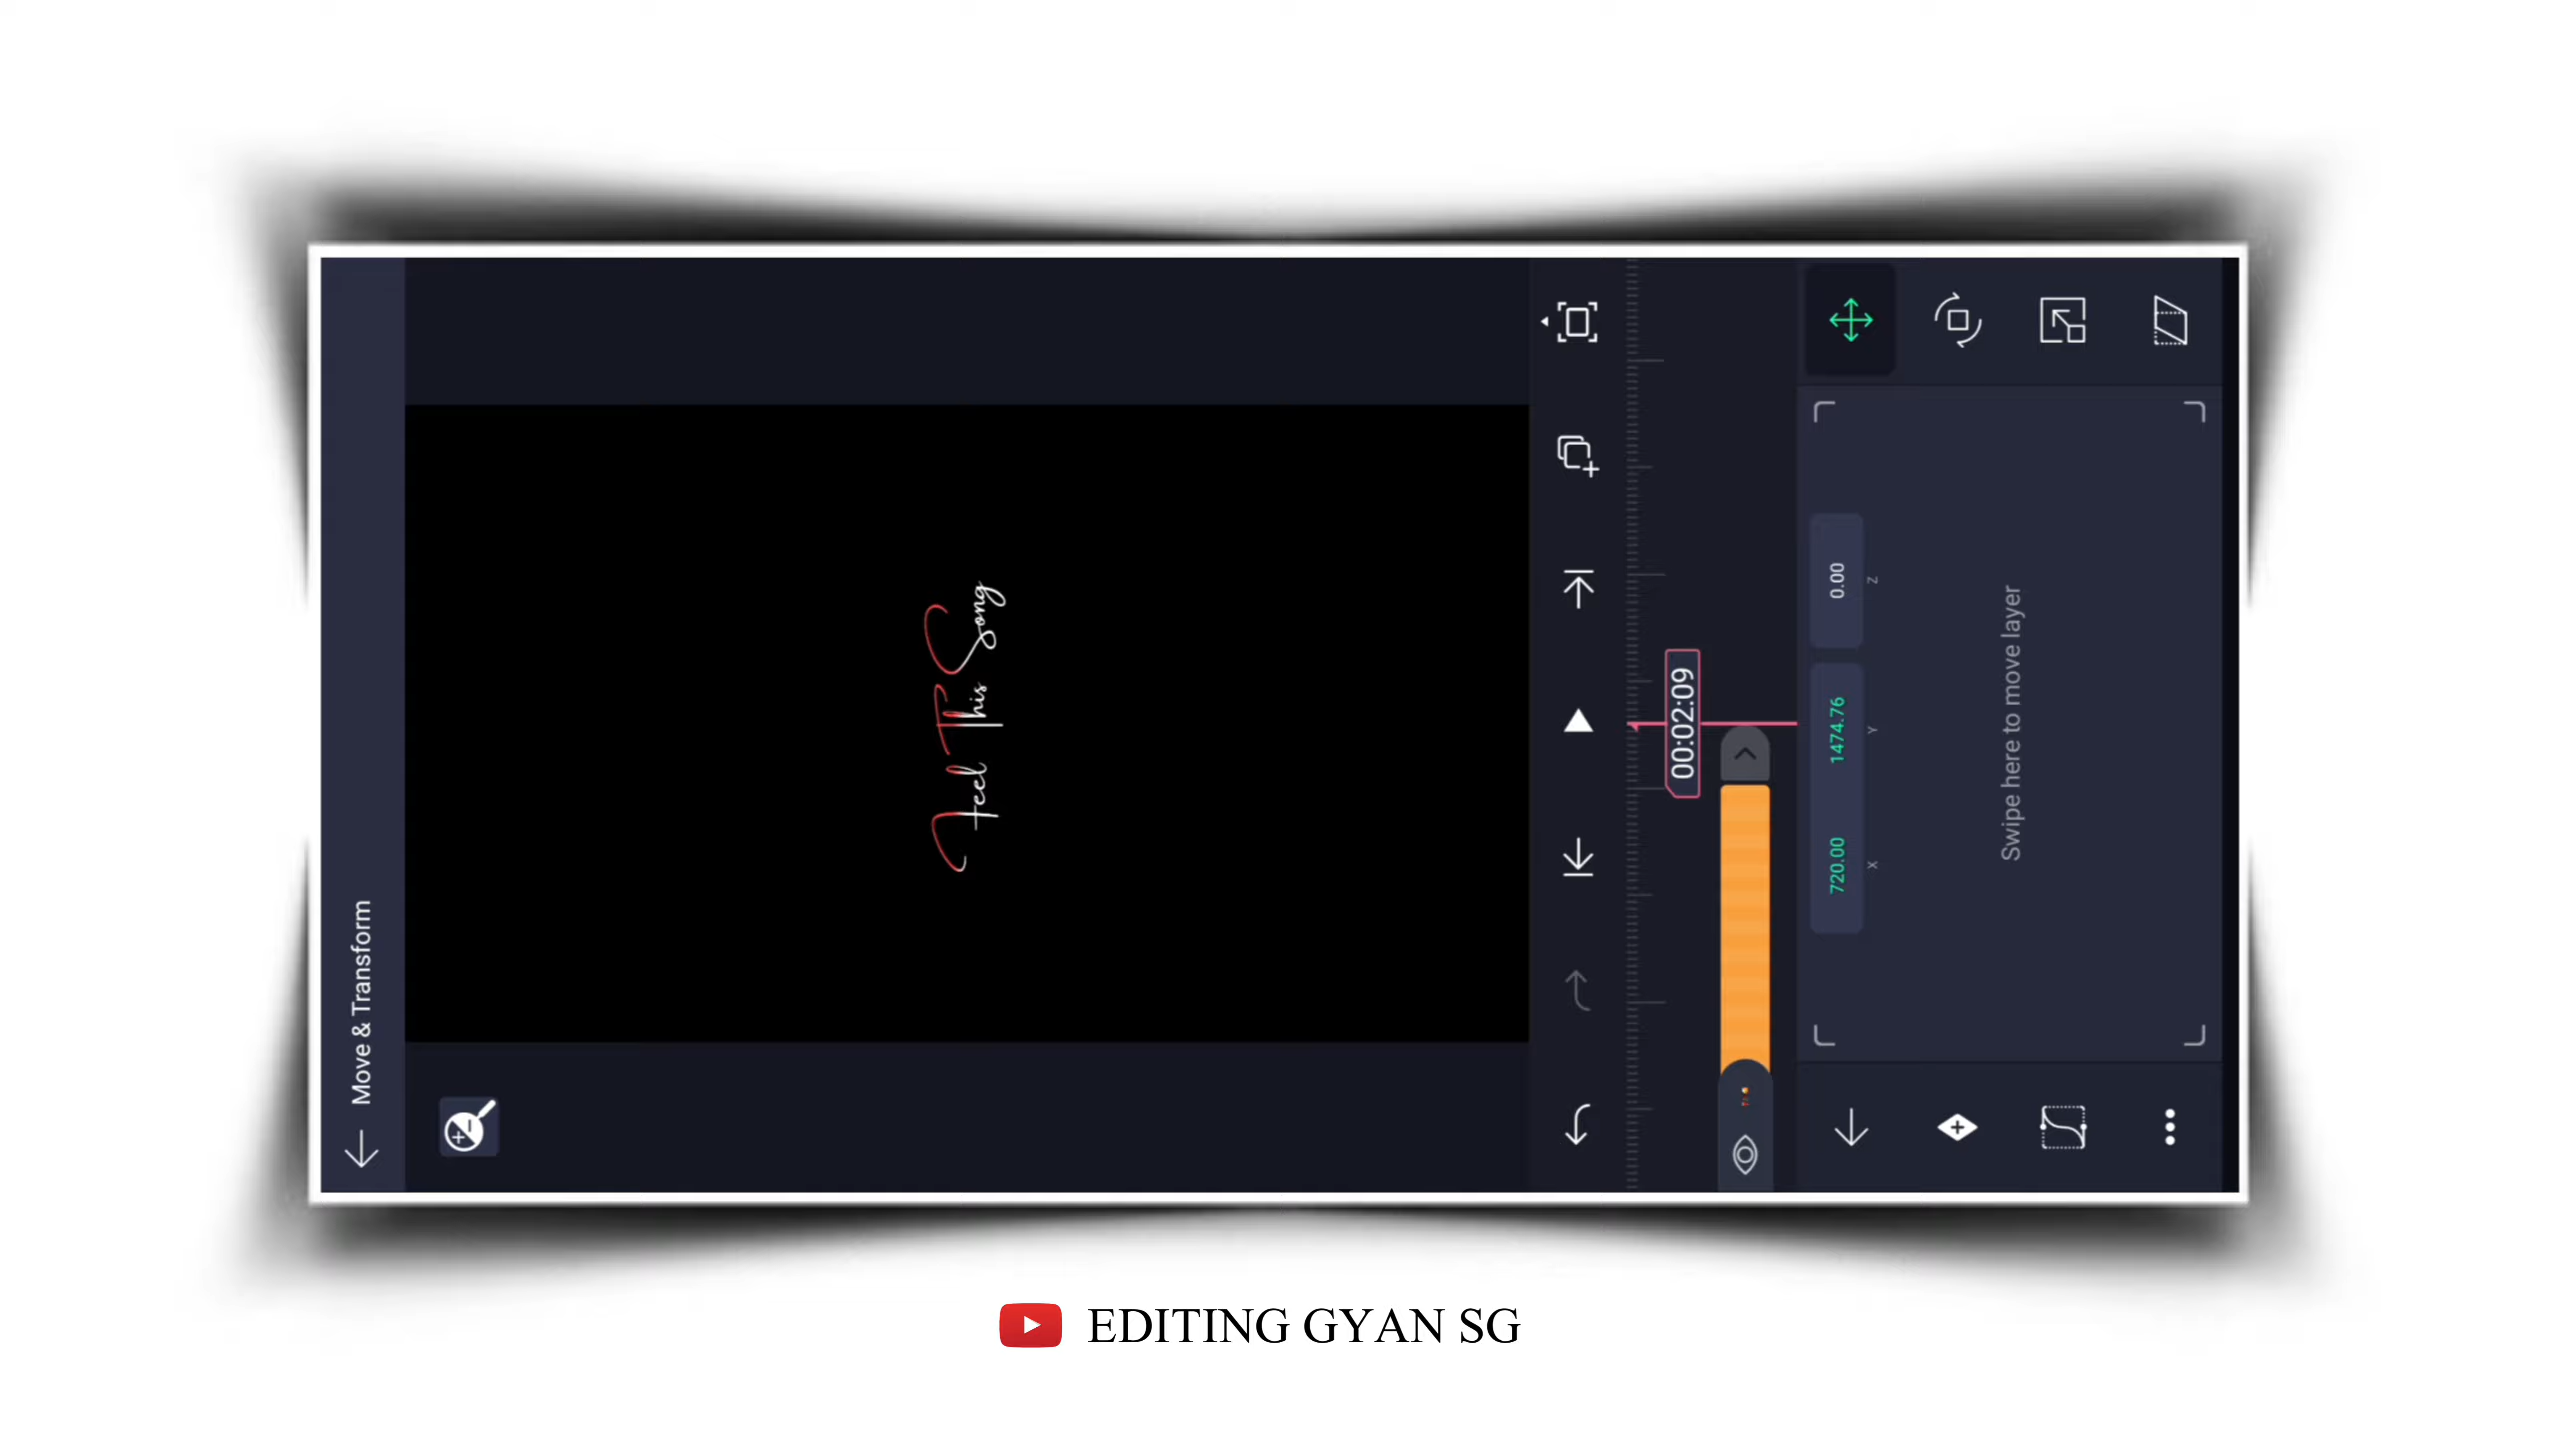 Move & Transform
Feel This Song
00:02:09
720.00
1474.76
0.00
X
Y
Z
Swipe here to move layer
EDITING GYAN SG